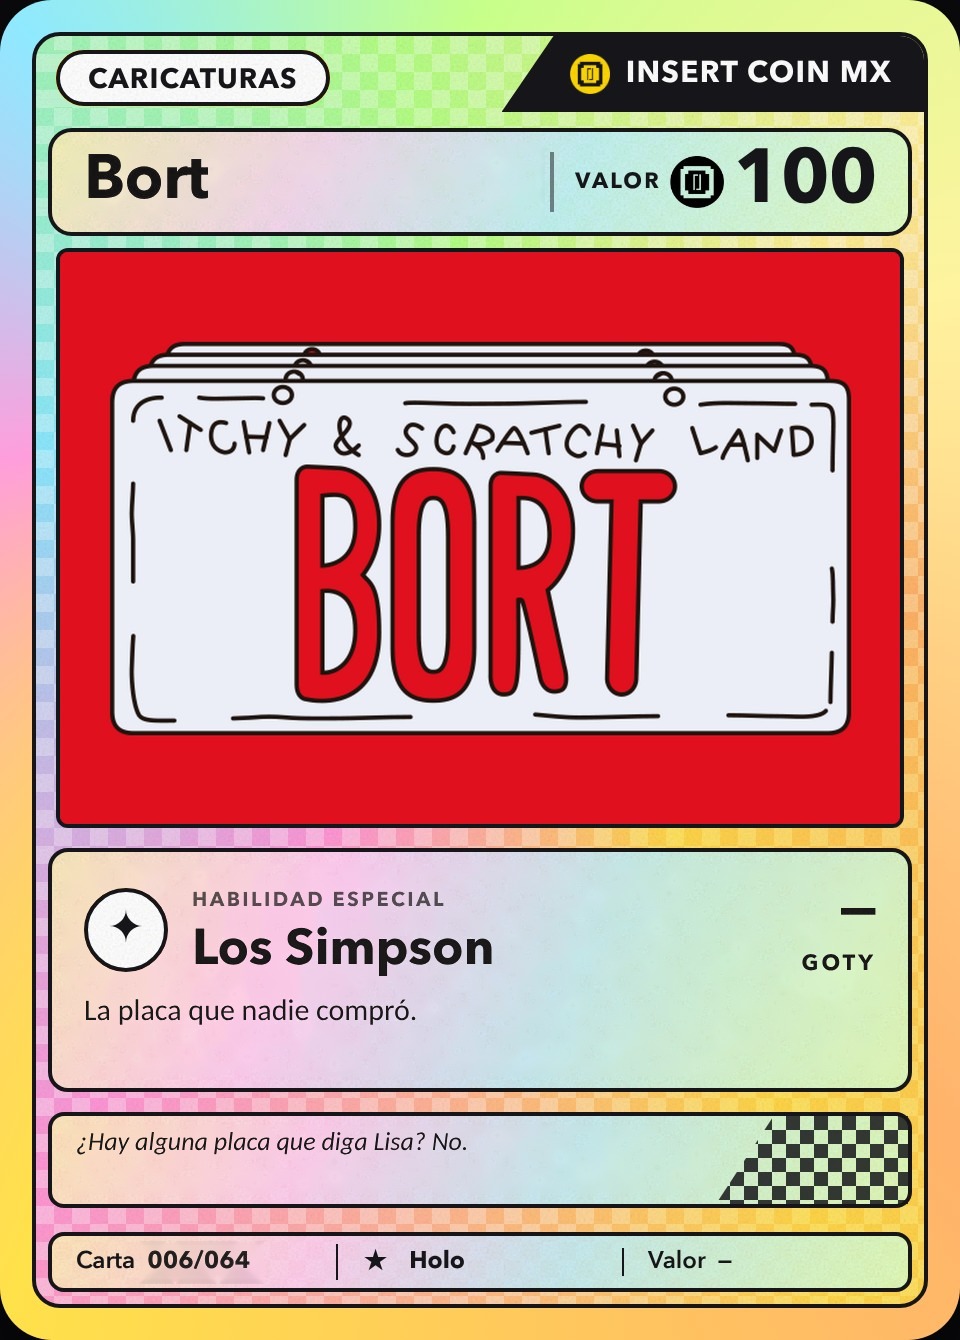 CARICATURAS
INSERT COIN MX
Bort
VALOR 100
ITCHY & SCRATCHY LAND
BORT
HABILIDAD ESPECIAL
Los Simpson
–
GOTY
La placa que nadie compró.
¿Hay alguna placa que diga Lisa? No.
Carta 006/064 ★ Holo Valor –